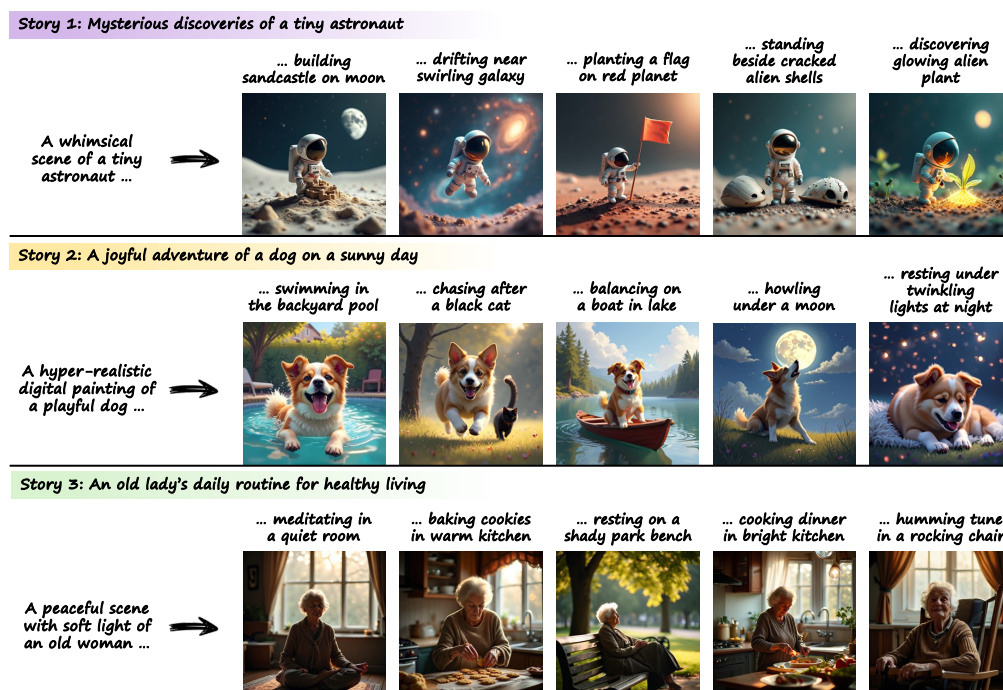 Story 1: Mysterious discoveries of a tiny astronaut
A whimsical
scene of a tiny
astronaut ...
... building
sandcastle on moon
... drifting near
swirling galaxy
... planting a flag
on red planet
... standing
beside cracked
alien shells
... discovering
glowing alien
plant
Story 2: A joyful adventure of a dog on a sunny day
A hyper-realistic
digital painting of
a playful dog ...
... swimming in
the backyard pool
... chasing after
a black cat
... balancing on
a boat in lake
... howling
under a moon
... resting under
twinkling
lights at night
Story 3: An old lady's daily routine for healthy living
A peaceful scene
with soft light of
an old woman ...
... meditating in
a quiet room
... baking cookies
in warm kitchen
... resting on a
shady park bench
... cooking dinner
in bright kitchen
... humming tune
in a rocking chair